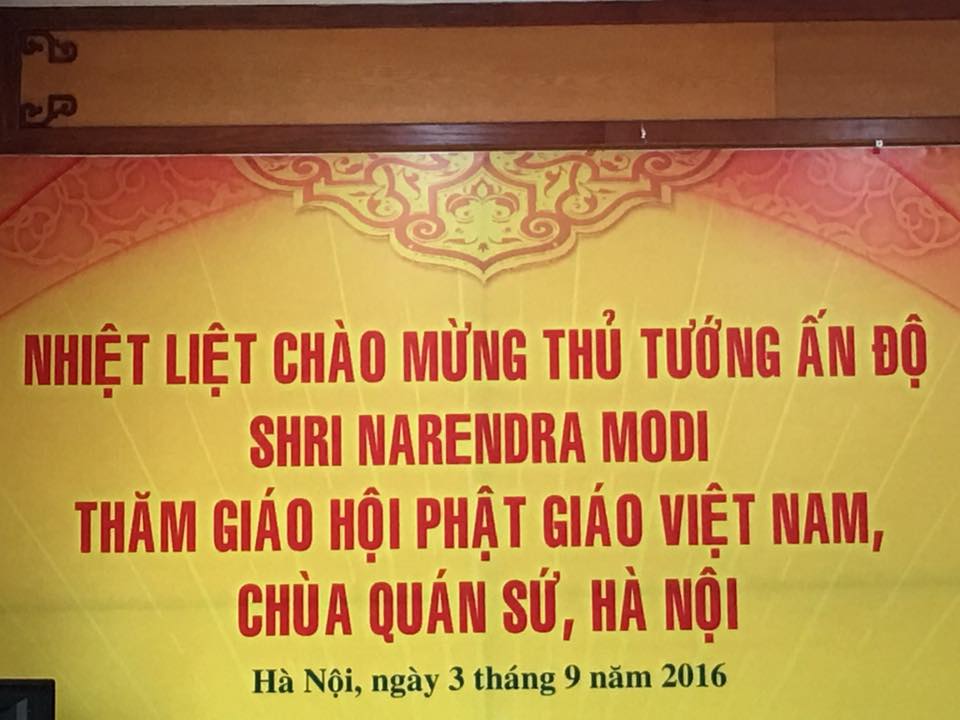 NHIỆT LIỆT CHÀO MỪNG THỦ TƯỚNG ẤN ĐỘ
SHRI NARENDRA MODI
THĂM GIÁO HỘI PHẬT GIÁO VIỆT NAM,
CHÙA QUÁN SỨ, HÀ NỘI
Hà Nội, ngày 3 tháng 9 năm 2016